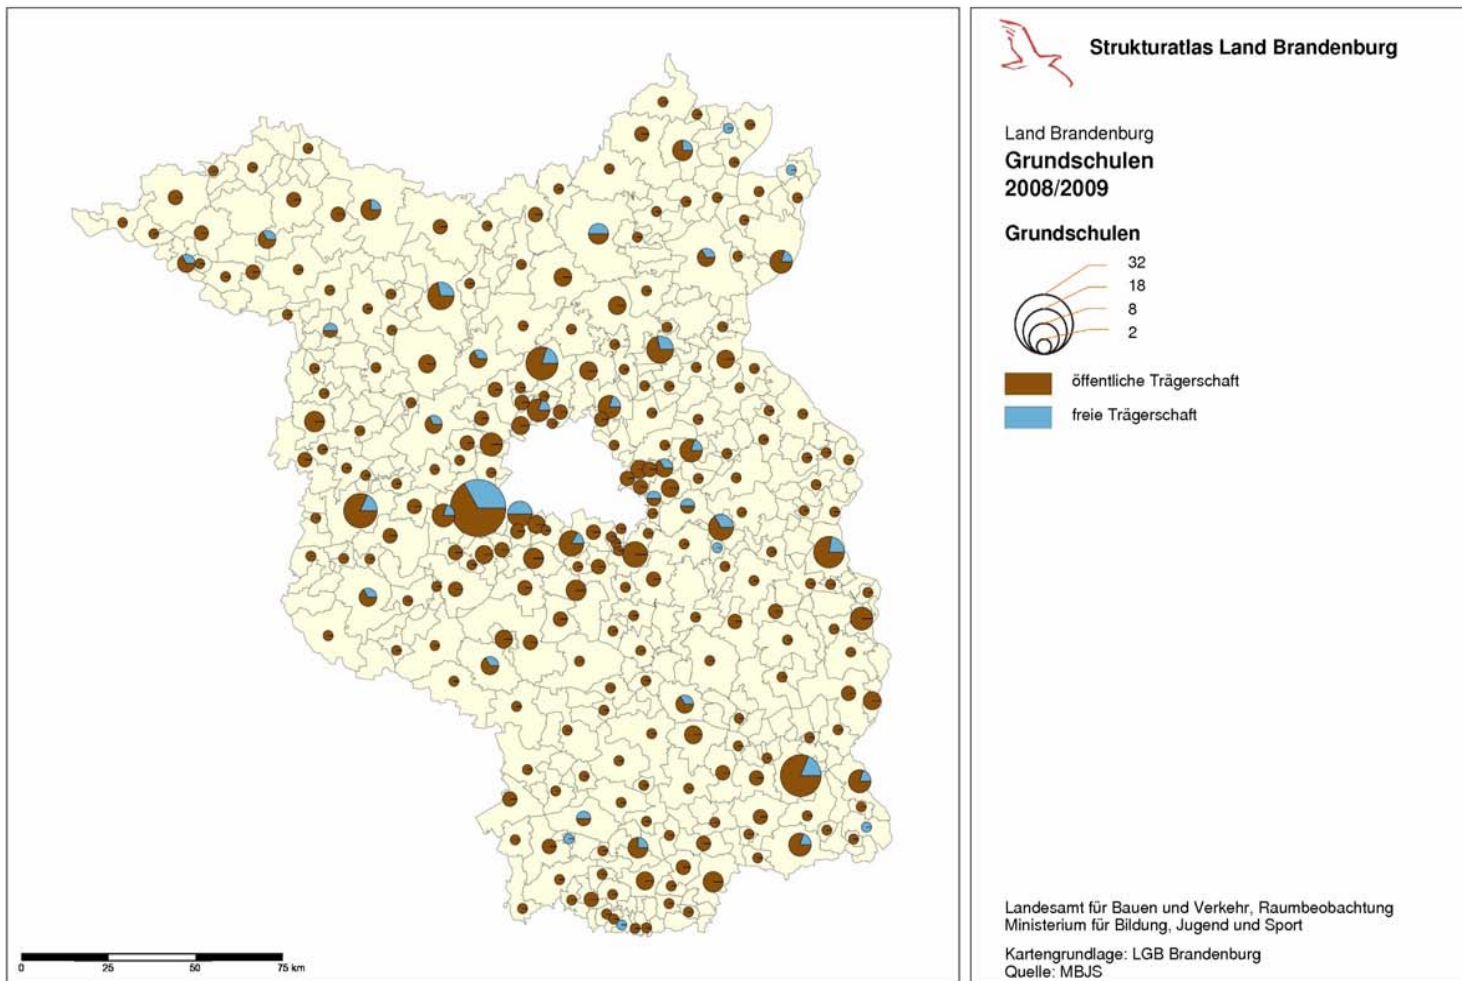 Strukturatlas Land Brandenburg
Land Brandenburg
Grundschulen
2008/2009
Grundschulen
32
18
8
2
öffentliche Trägerschaft
freie Trägerschaft
Landesamt für Bauen und Verkehr, Raumbeobachtung
Ministerium für Bildung, Jugend und Sport
Kartengrundlage: LGB Brandenburg
Quelle: MBJS
0 25 50 75 km